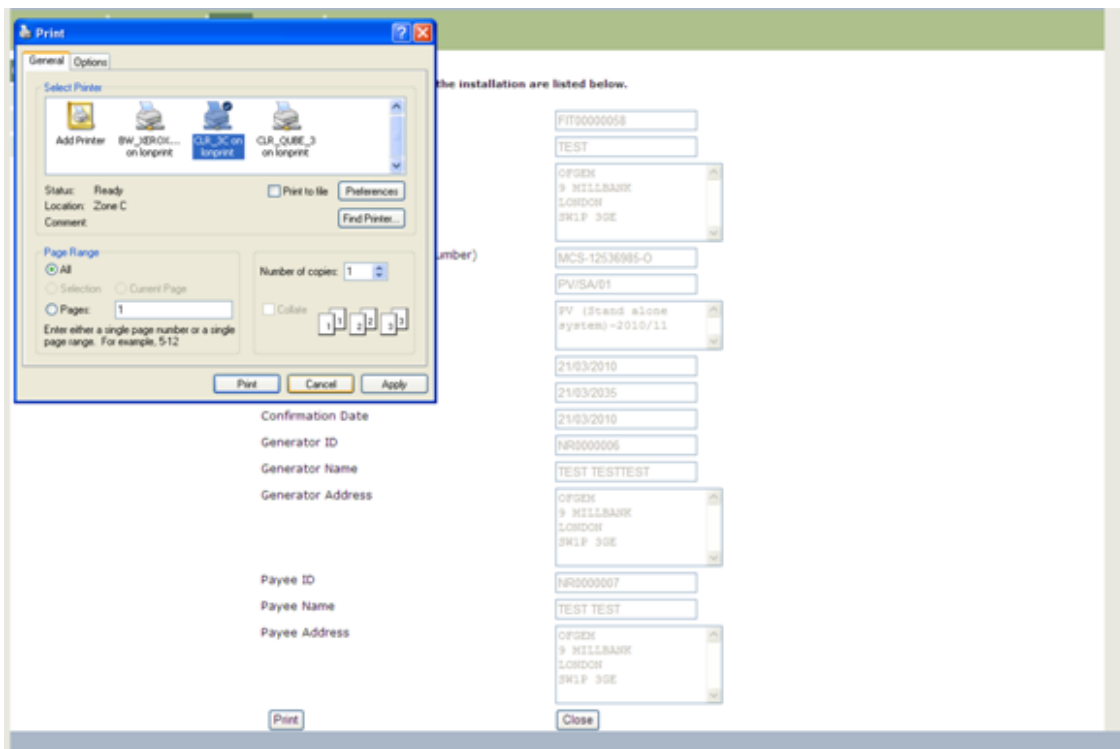 Print
General Options
Select Printer
Add Printer
BW_XEROX...
on lonprint
CLR_3C on
lonprint
CLR_QUBE_3
on lonprint
Status: Ready
Location: Zone C
Comment:
Print to file
Preferences
Find Printer...
Page Range
All
Selection Current Page
Pages: 1
Enter either a single page number or a single
page range. For example, 5-12
Number of copies: 1
Collate
1 1 2 2 3 3
Print Cancel Apply
the installation are listed below.
FIT00000058
TEST
OFGEM
9 MILLBANK
LONDON
SW1P 3GE
umber)
MCS-12536985-O
PV/SA/01
PV (Stand alone
system)-2010/11
21/03/2010
21/03/2035
Confirmation Date 21/03/2010
Generator ID NR0000006
Generator Name TEST TESTTEST
Generator Address
OFGEM
9 MILLBANK
LONDON
SW1P 3GE
Payee ID NR0000007
Payee Name TEST TEST
Payee Address
OFGEM
9 MILLBANK
LONDON
SW1P 3GE
Print Close